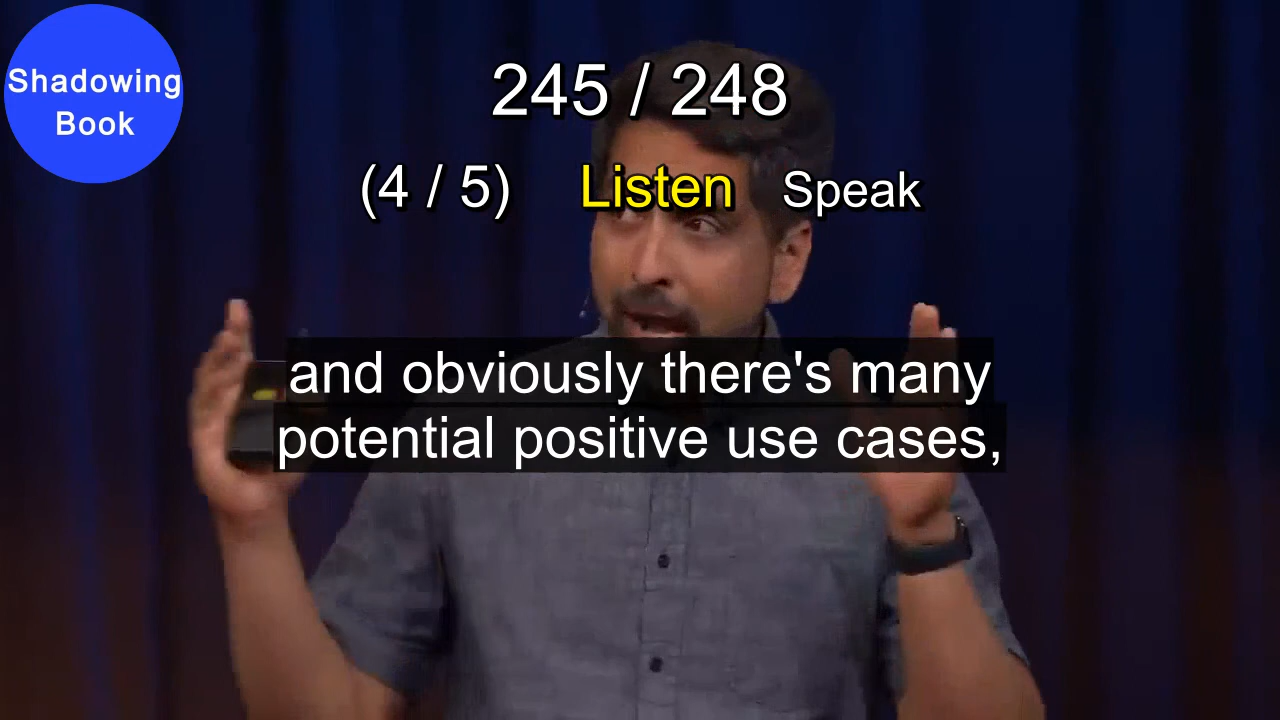 Shadowing
Book
245 / 248
(4 / 5) Listen Speak
and obviously there's many
potential positive use cases,